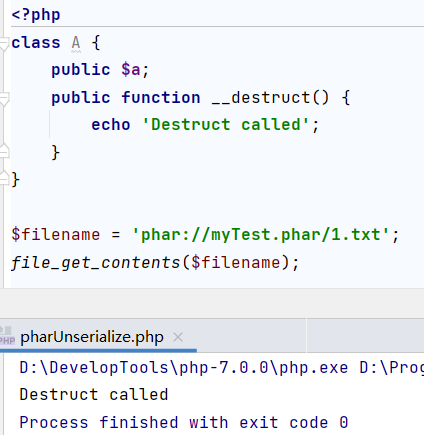 <?php
class A {
    public $a;
    public function __destruct() {
        echo 'Destruct called';
    }
}
$filename = 'phar://myTest.phar/1.txt';
file_get_contents($filename);
PHP pharUnserialize.php ×
D:\DevelopTools\php-7.0.0\php.exe D:\Prog
Destruct called
Process finished with exit code 0